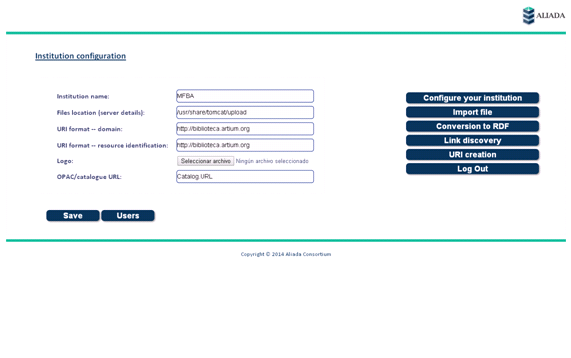 ALIADA
Institution configuration
Institution name: MFBA
Files location (server details): /usr/share/tomcat/upload
URI format -- domain: http://biblioteca.artium.org
URI format -- resource identification: http://biblioteca.artium.org
Logo: Seleccionar archivo Ningún archivo seleccionado
OPAC/catalogue URL: Catalog URL
Configure your institution
Import file
Conversion to RDF
Link discovery
URI creation
Log Out
Save Users
Copyright © 2014 Aliada Consortium